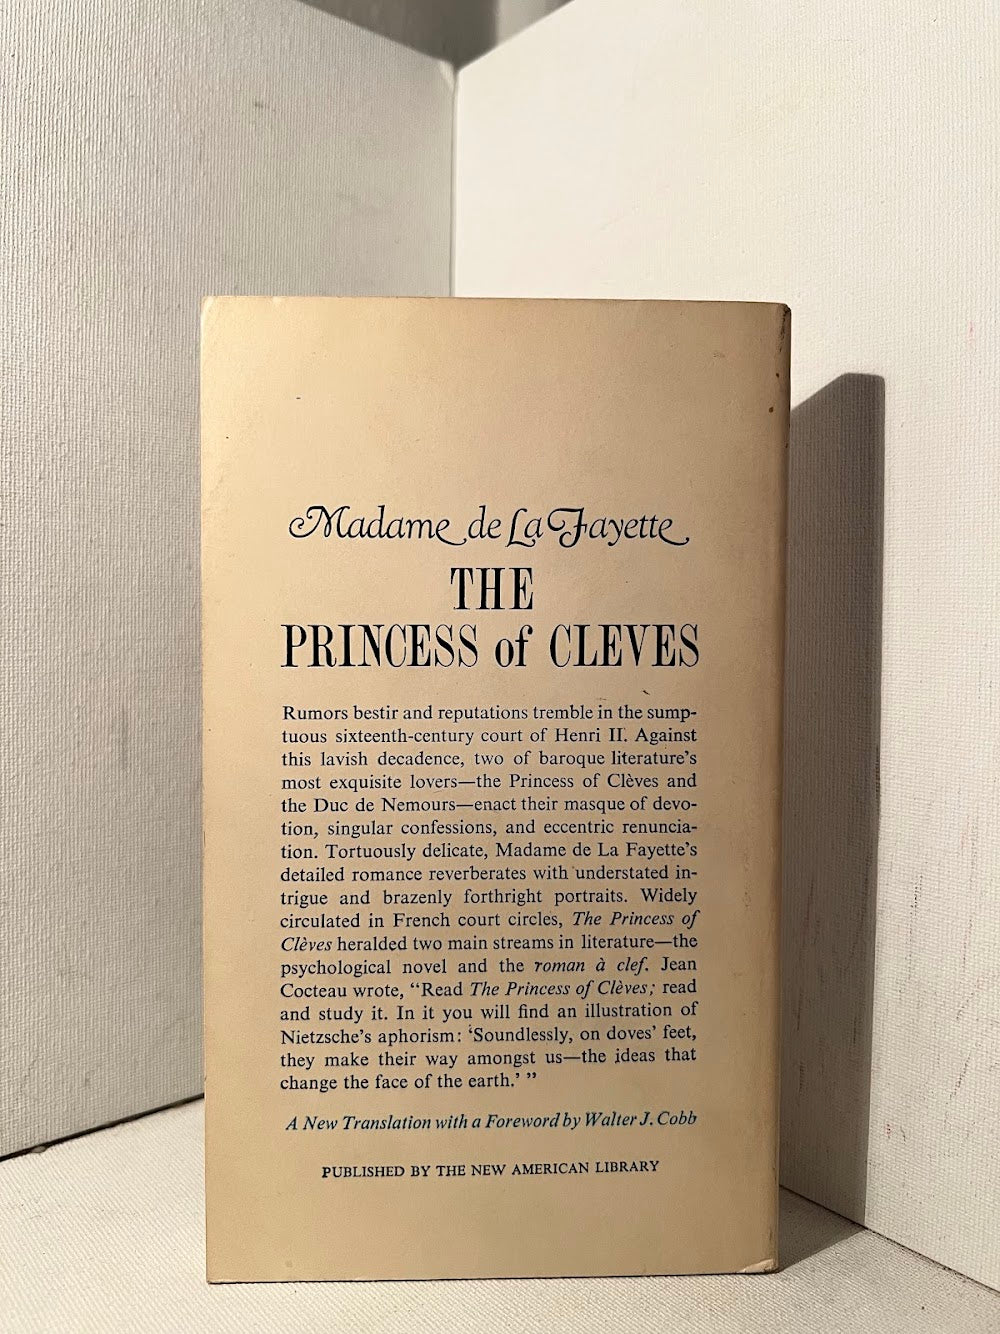 Madame de La Fayette
THE
PRINCESS of CLEVES
Rumors bestir and reputations tremble in the sump-
tuous sixteenth-century court of Henri II. Against
this lavish decadence, two of baroque literature's
most exquisite lovers—the Princess of Clèves and
the Duc de Nemours—enact their masque of devo-
tion, singular confessions, and eccentric renuncia-
tion. Tortuously delicate, Madame de La Fayette's
detailed romance reverberates with understated in-
trigue and brazenly forthright portraits. Widely
circulated in French court circles, The Princess of
Clèves heralded two main streams in literature—the
psychological novel and the roman à clef. Jean
Cocteau wrote, “Read The Princess of Clèves; read
and study it. In it you will find an illustration of
Nietzsche's aphorism: ‘Soundlessly, on doves' feet,
they make their way amongst us—the ideas that
change the face of the earth.’ ”
A New Translation with a Foreword by Walter J. Cobb
PUBLISHED BY THE NEW AMERICAN LIBRARY